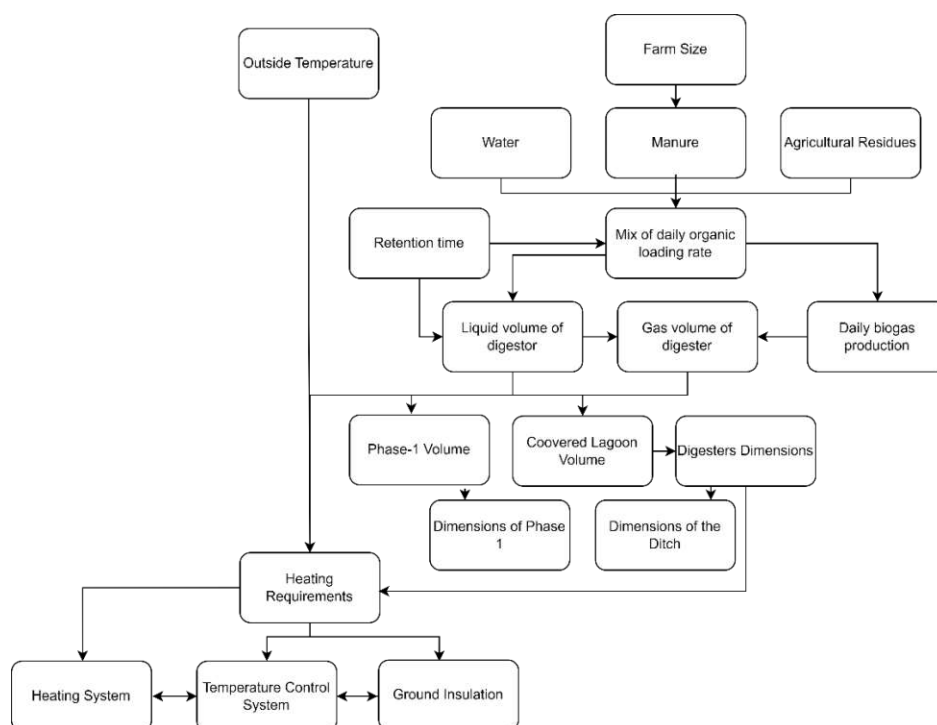 Outside Temperature
Farm Size
Water
Manure
Agricultural Residues
Retention time
Mix of daily organic
loading rate
Liquid volume of
digestor
Gas volume of
digester
Daily biogas
production
Phase-1 Volume
Coovered Lagoon
Volume
Digesters Dimensions
Dimensions of Phase
1
Dimensions of the
Ditch
Heating
Requirements
Heating System
Temperature Control
System
Ground Insulation